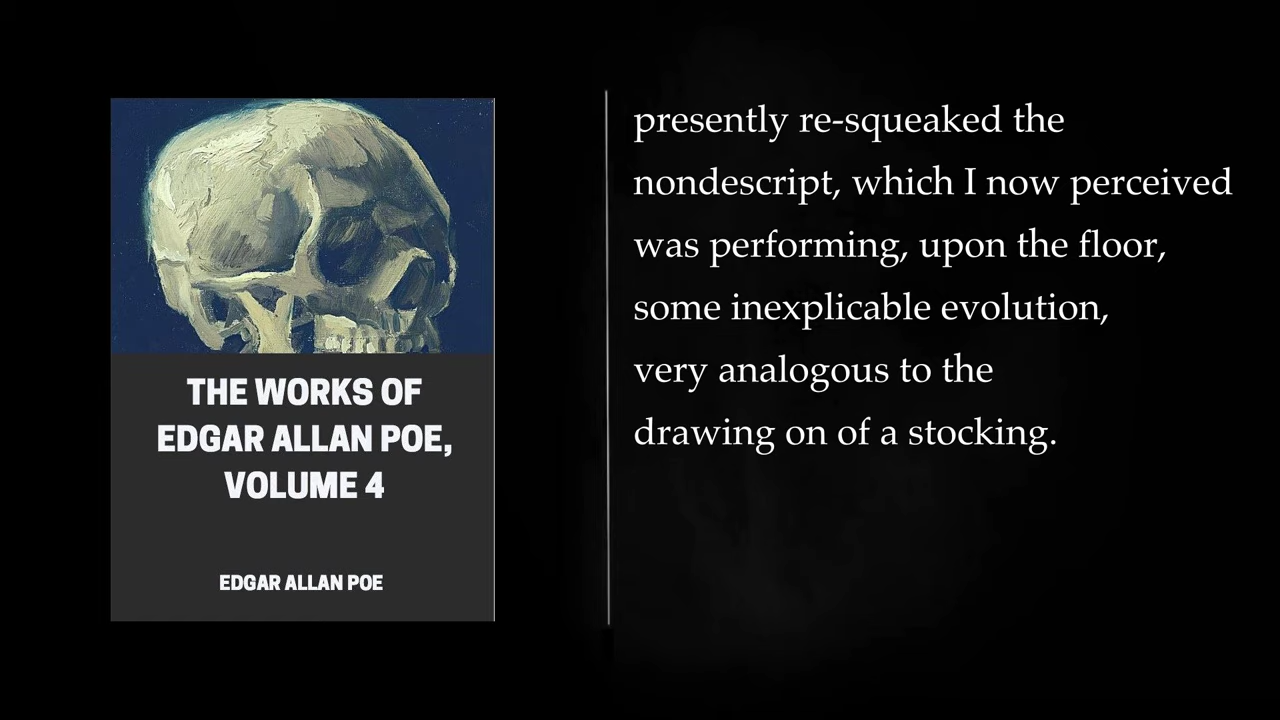 THE WORKS OF
EDGAR ALLAN POE,
VOLUME 4
EDGAR ALLAN POE
presently re-squeaked the
nondescript, which I now perceived
was performing, upon the floor,
some inexplicable evolution,
very analogous to the
drawing on of a stocking.